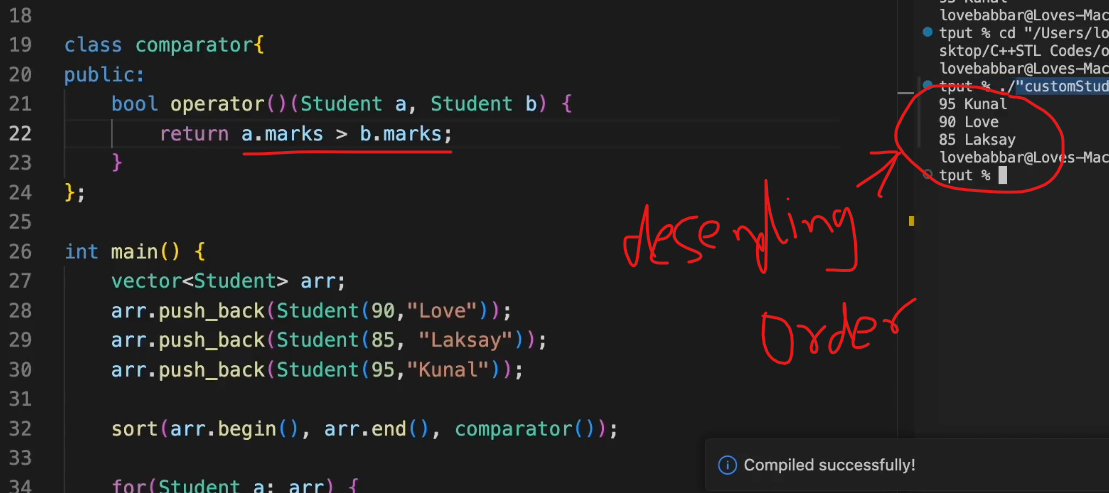 18
19 class comparator{
20 public:
21 bool operator()(Student a, Student b) {
22 return a.marks > b.marks;
23 }
24 };
25
26 int main() {
27 vector<Student> arr;
28 arr.push_back(Student(90,"Love"));
29 arr.push_back(Student(85, "Laksay"));
30 arr.push_back(Student(95,"Kunal"));
31
32 sort(arr.begin(), arr.end(), comparator());
33
34 for(Student a: arr) {
95 Kunal
lovebabbar@Loves-Mac
tput % cd "/Users/lo
sktop/C++STL Codes/o
lovebabbar@Loves-Mac
tput % ./"customStud
95 Kunal
90 Love
85 Laksay
lovebabbar@Loves-Mac
tput %
Order
Compiled successfully!